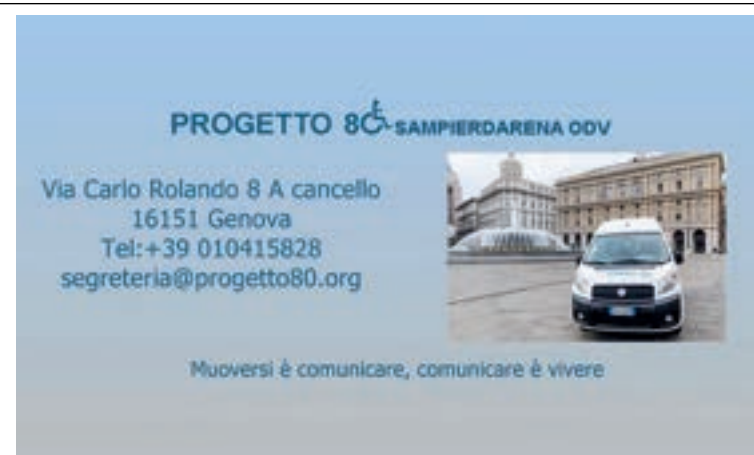 PROGETTO 80 SAMPIERDARENA ODV
Via Carlo Rolando 8 A cancello
16151 Genova
Tel:+39 010415828
segreteria@progetto80.org
Muoversi è comunicare, comunicare è vivere